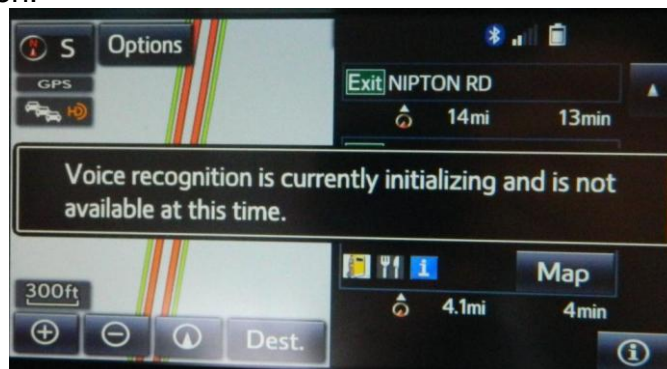 N S
Options
GPS
HD
Exit NIPTON RD
14mi 13min
Voice recognition is currently initializing and is not
available at this time.
i
Map
300ft
4.1mi 4min
Dest.
i